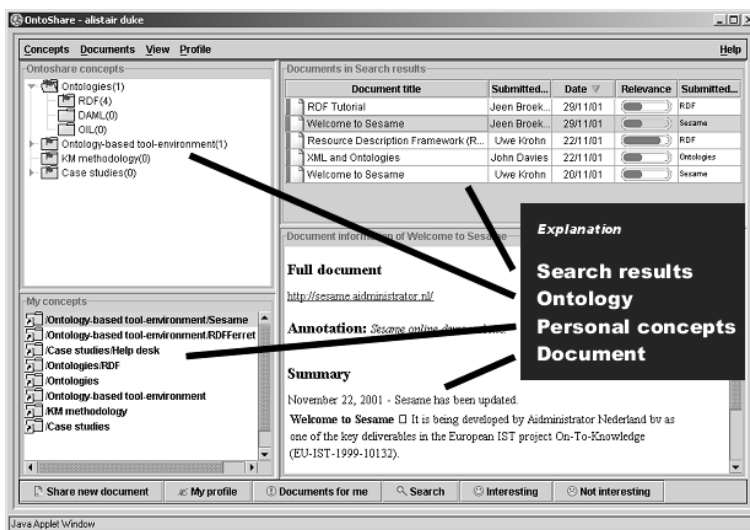 OntoShare - alistair duke
Concepts Documents View Profile Help
Ontoshare concepts
Ontologies(1)
RDF(4)
DAML(0)
OIL(0)
Ontology-based tool-environment(1)
KM methodology(0)
Case studies(0)
Documents in Search results
Document title Submitted... Date Relevance Submitted...
RDF Tutorial Jeen Broek... 29/11/01 RDF
Welcome to Sesame Jeen Broek... 29/11/01 Sesame
Resource Description Framework (R... Uwe Krohn 22/11/01 RDF
XML and Ontologies John Davies 22/11/01 Ontologies
Welcome to Sesame Uwe Krohn 20/11/01 Sesame
Document information of Welcome to Sesame
Full document
http://sesame.aidministrator.nl/
Annotation: Sesame online
Summary
November 22, 2001 - Sesame has been updated.
Welcome to Sesame □ It is being developed by Aidministrator Nederland bv as
one of the key deliverables in the European IST project On-To-Knowledge
(EU-IST-1999-10132).
Explanation
Search results
Ontology
Personal concepts
Document
My concepts
/Ontology-based tool-environment/Sesame
/Ontology-based tool-environment/RDFFerret
/Case studies/Help desk
/Ontologies/RDF
/Ontologies
/Ontology-based tool-environment
/KM methodology
/Case studies
Share new document My profile Documents for me Search Interesting Not interesting
Java Applet Window